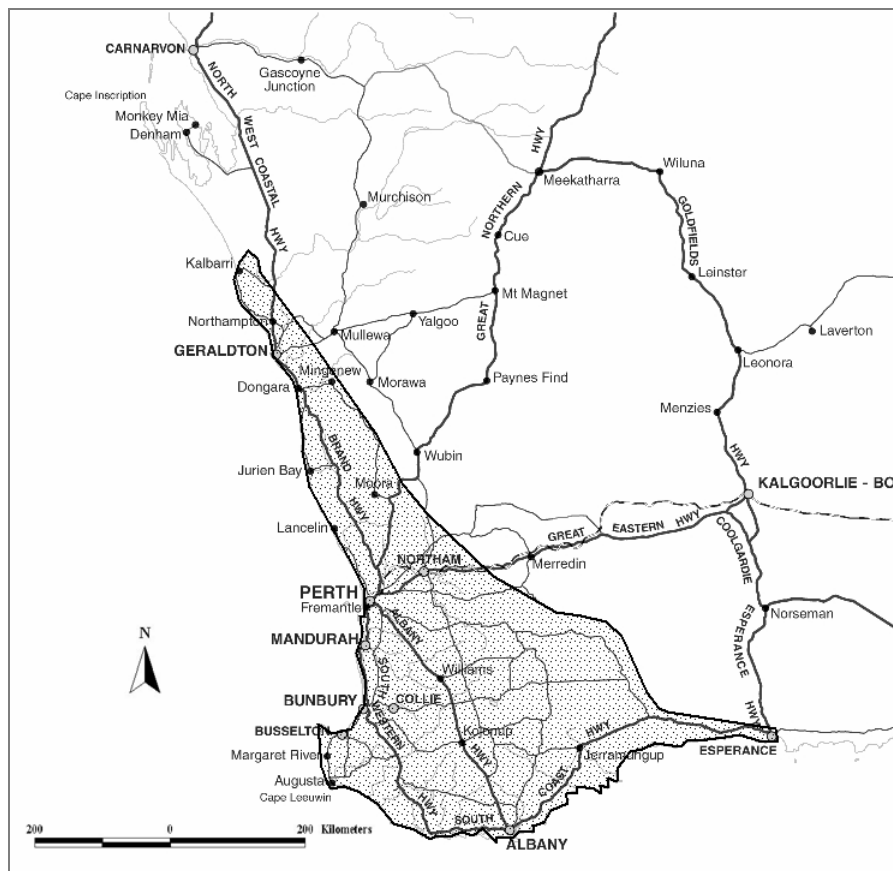 CARNARVON
Gascoyne
Junction
NORTH
WEST
COASTAL
HWY
Cape Inscription
Monkey Mia
Denham
Murchison
HWY
Meekatharra
Wiluna
NORTHERN
Cue
GOLDFIELDS
Leinster
Kalbarri
Mt Magnet
GREAT
Northampton
Mullewa
Yalgoo
Laverton
GERALDTON
Leonora
Mingenew
Morawa
Paynes Find
Dongara
Menzies
BRAND
HWY
Wubin
HWY
Jurien Bay
Moora
KALGOORLIE - BO
Lancelin
GREAT
EASTERN
HWY
COOLGARDIE
NORTHAM
Merredin
PERTH
Fremantle
ESPERANCE
Norseman
N
MANDURAH
ALBANY
Williams
SOUTH
WESTERN
BUNBURY
COLLIE
HWY
BUSSELTON
Kojonup
HWY
HWY
ESPERANCE
Margaret River
Jerramungup
Augusta
COAST
Cape Leeuwin
HWY
SOUTH
ALBANY
200
0
200
Kilometers